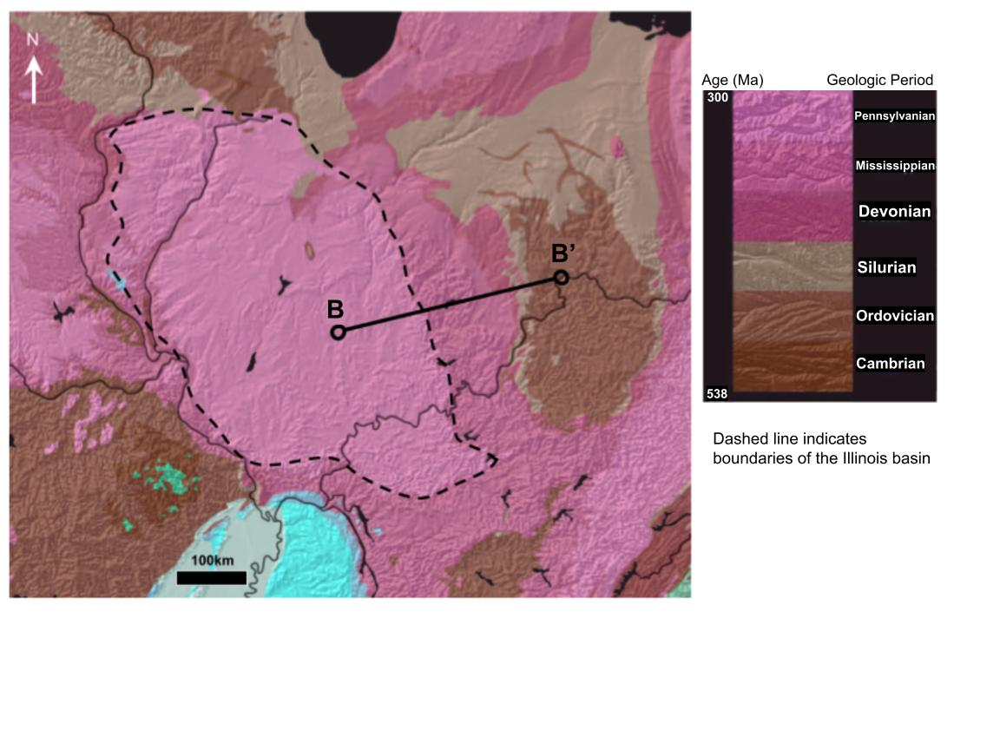 N
B
B’
100km
Age (Ma)
Geologic Period
300
Pennsylvanian
Mississippian
Devonian
Silurian
Ordovician
Cambrian
538
Dashed line indicates
boundaries of the Illinois basin